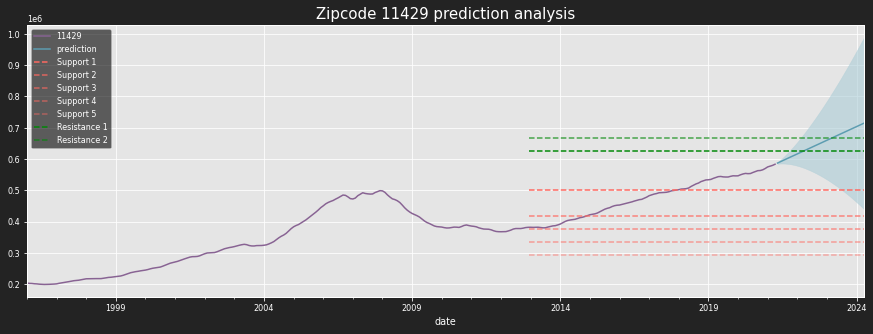 Zipcode 11429 prediction analysis
1e6
11429
prediction
Support 1
Support 2
Support 3
Support 4
Support 5
Resistance 1
Resistance 2
1.0
0.9
0.8
0.7
0.6
0.5
0.4
0.3
0.2
1999 2004 2009 2014 2019 2024
date